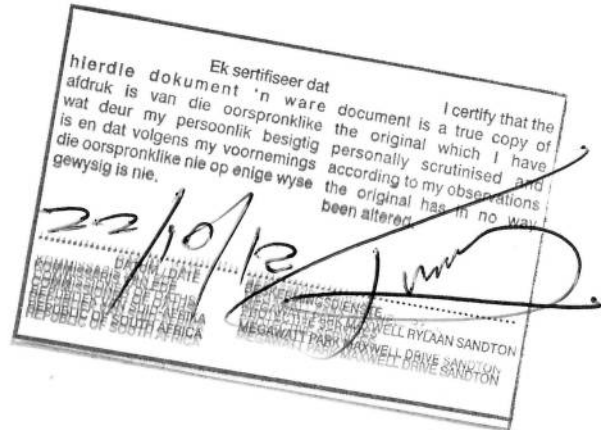 Ek sertifiseer dat
hierdie dokument 'n ware
afdruk is van die oorspronklike
wat deur my persoonlik besigtig
is en dat volgens my voornemings
die oorspronklike nie op enige wyse
gewysig is nie.
I certify that the
document is a true copy of
the original which I have
personally scrutinised and
according to my observations
the original has in no way
been altered.
22/10/12
DATUM / DATE
KOMMISSARIS VAN EDE
COMMISSIONER OF OATHS
REPUBLIEK VAN SUID-AFRIKA
REPUBLIC OF SOUTH AFRICA
MAXWELL RYLAAN SANDTON
MEGAWATT PARK MAXWELL DRIVE SANDTON